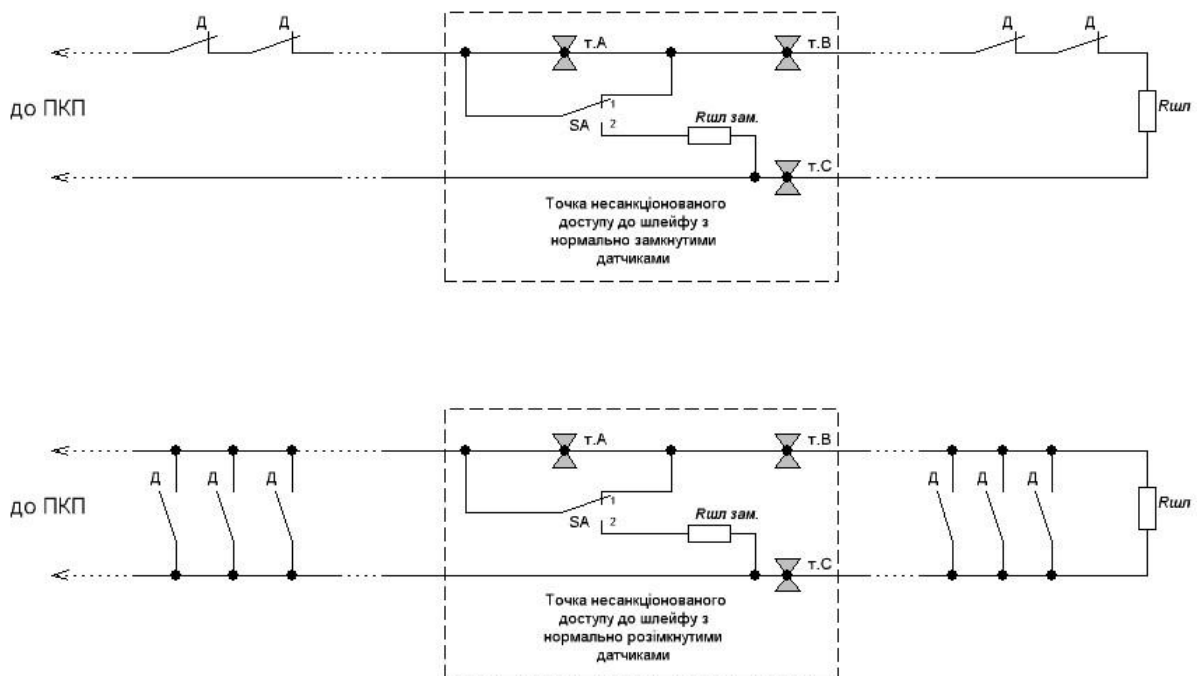 Д Д Д Д
т.А т.В
до ПКП
1
SA 2
Rшл зам.
Rшл
т.С
Точка несанкціонованого
доступу до шлейфу з
нормально замкнутими
датчиками
т.А т.В
до ПКП
Д Д Д Д Д Д
1
SA 2
Rшл зам.
Rшл
т.С
Точка несанкціонованого
доступу до шлейфу з
нормально розімкнутими
датчиками